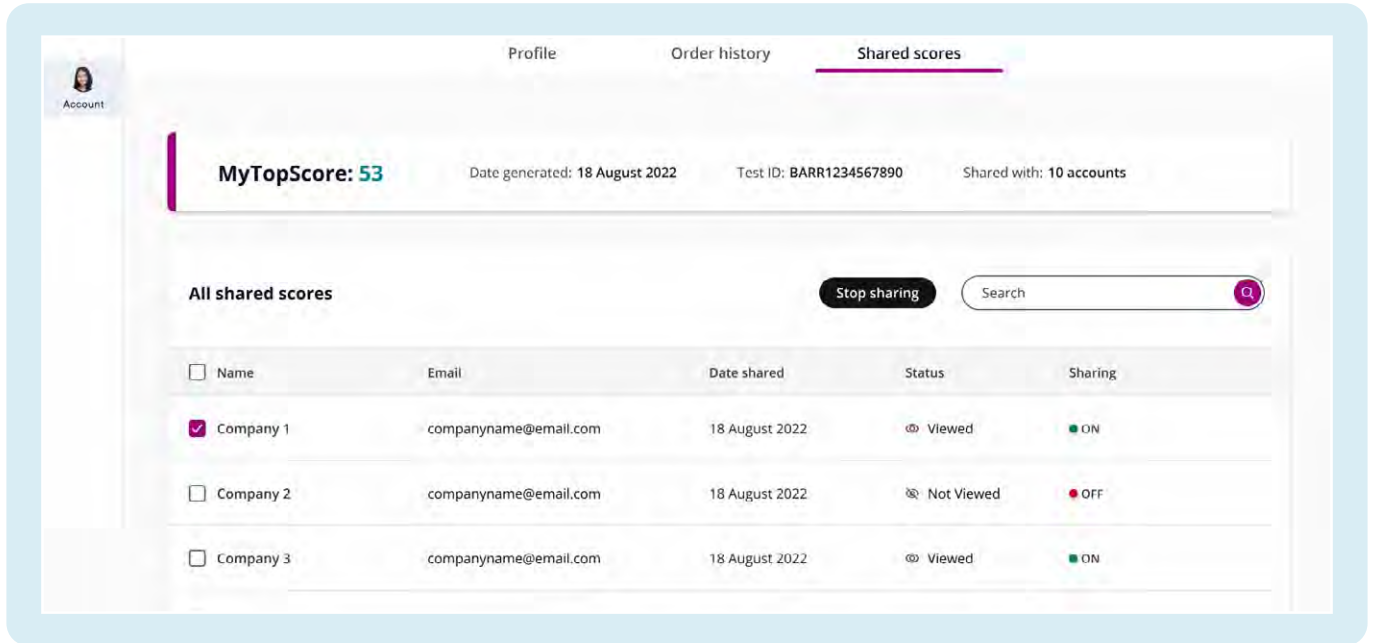 Profile Order history Shared scores
Account
MyTopScore: 53 Date generated: 18 August 2022 Test ID: BARR1234567890 Shared with: 10 accounts
All shared scores Stop sharing Search
Name Email Date shared Status Sharing
Company 1 companyname@email.com 18 August 2022 Viewed ON
Company 2 companyname@email.com 18 August 2022 Not Viewed OFF
Company 3 companyname@email.com 18 August 2022 Viewed ON